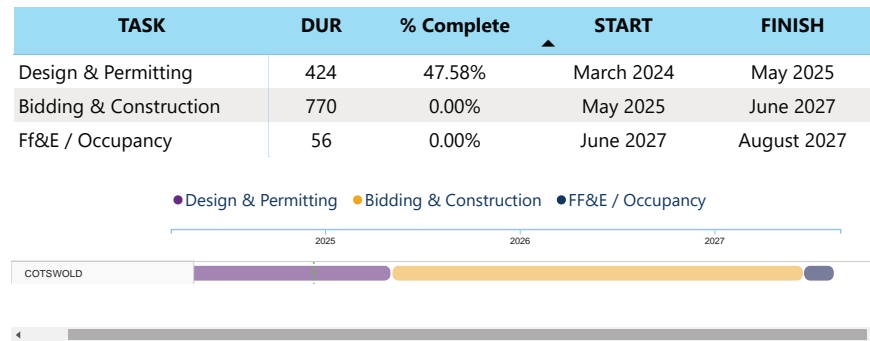 TASK DUR % Complete START FINISH
Design & Permitting 424 47.58% March 2024 May 2025
Bidding & Construction 770 0.00% May 2025 June 2027
Ff&E / Occupancy 56 0.00% June 2027 August 2027
Design & Permitting Bidding & Construction FF&E / Occupancy
2025 2026 2027
COTSWOLD